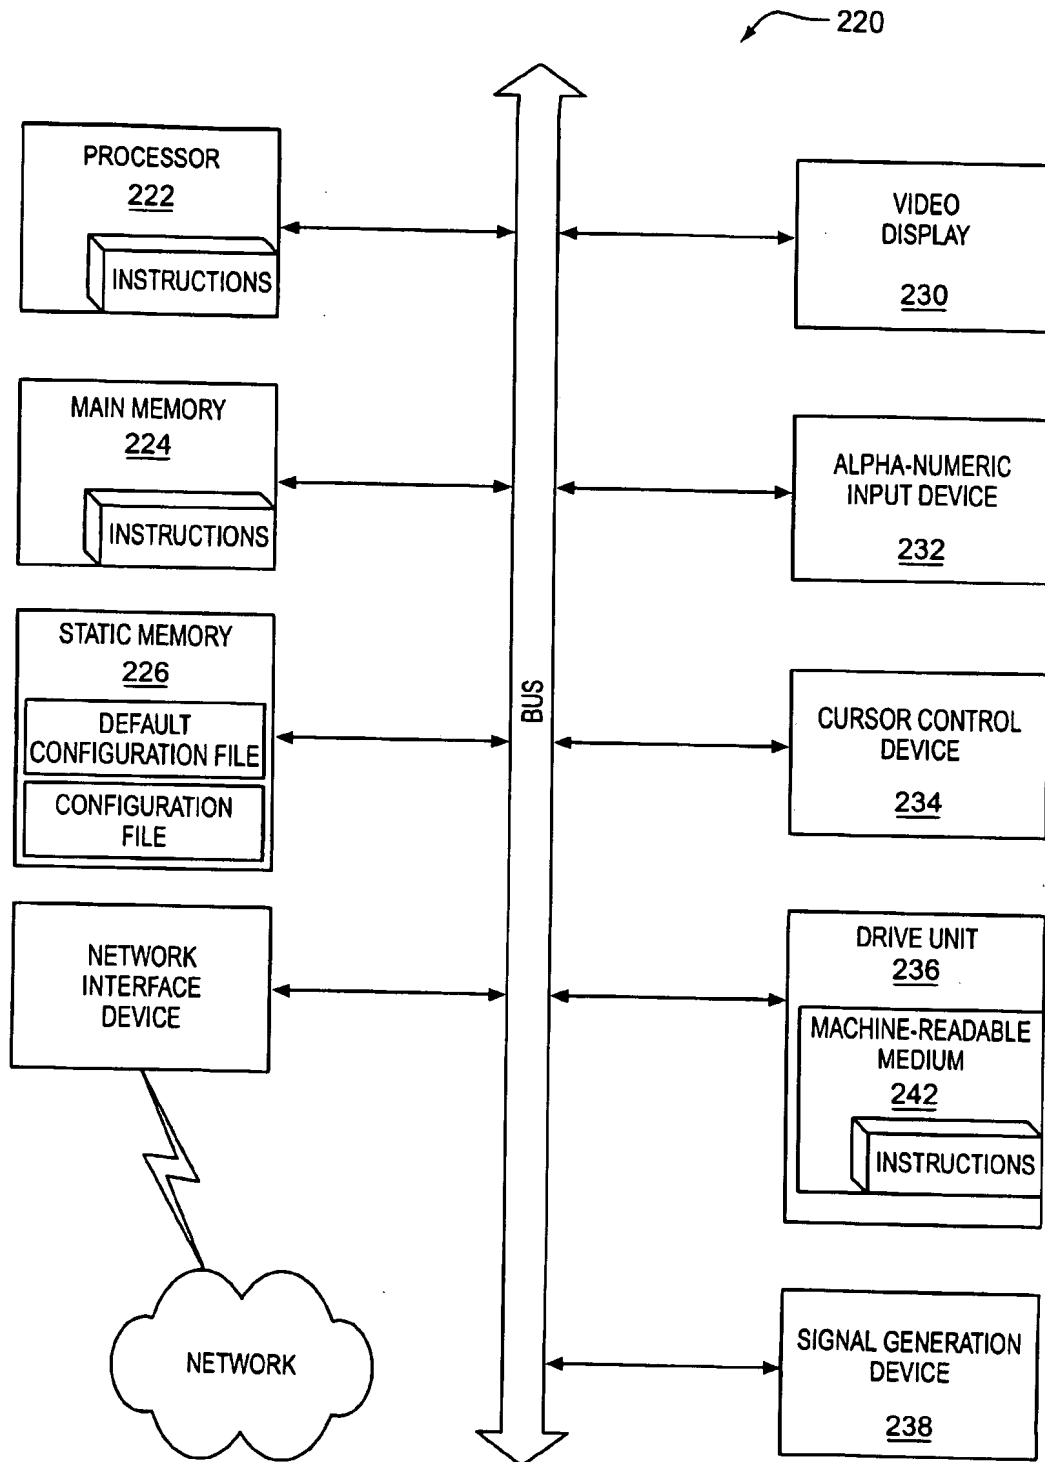 220
PROCESSOR
222
INSTRUCTIONS
MAIN MEMORY
224
INSTRUCTIONS
STATIC MEMORY
226
DEFAULT
CONFIGURATION FILE
CONFIGURATION
FILE
NETWORK
INTERFACE
DEVICE
NETWORK
BUS
VIDEO
DISPLAY
230
ALPHA-NUMERIC
INPUT DEVICE
232
CURSOR CONTROL
DEVICE
234
DRIVE UNIT
236
MACHINE-READABLE
MEDIUM
242
INSTRUCTIONS
SIGNAL GENERATION
DEVICE
238